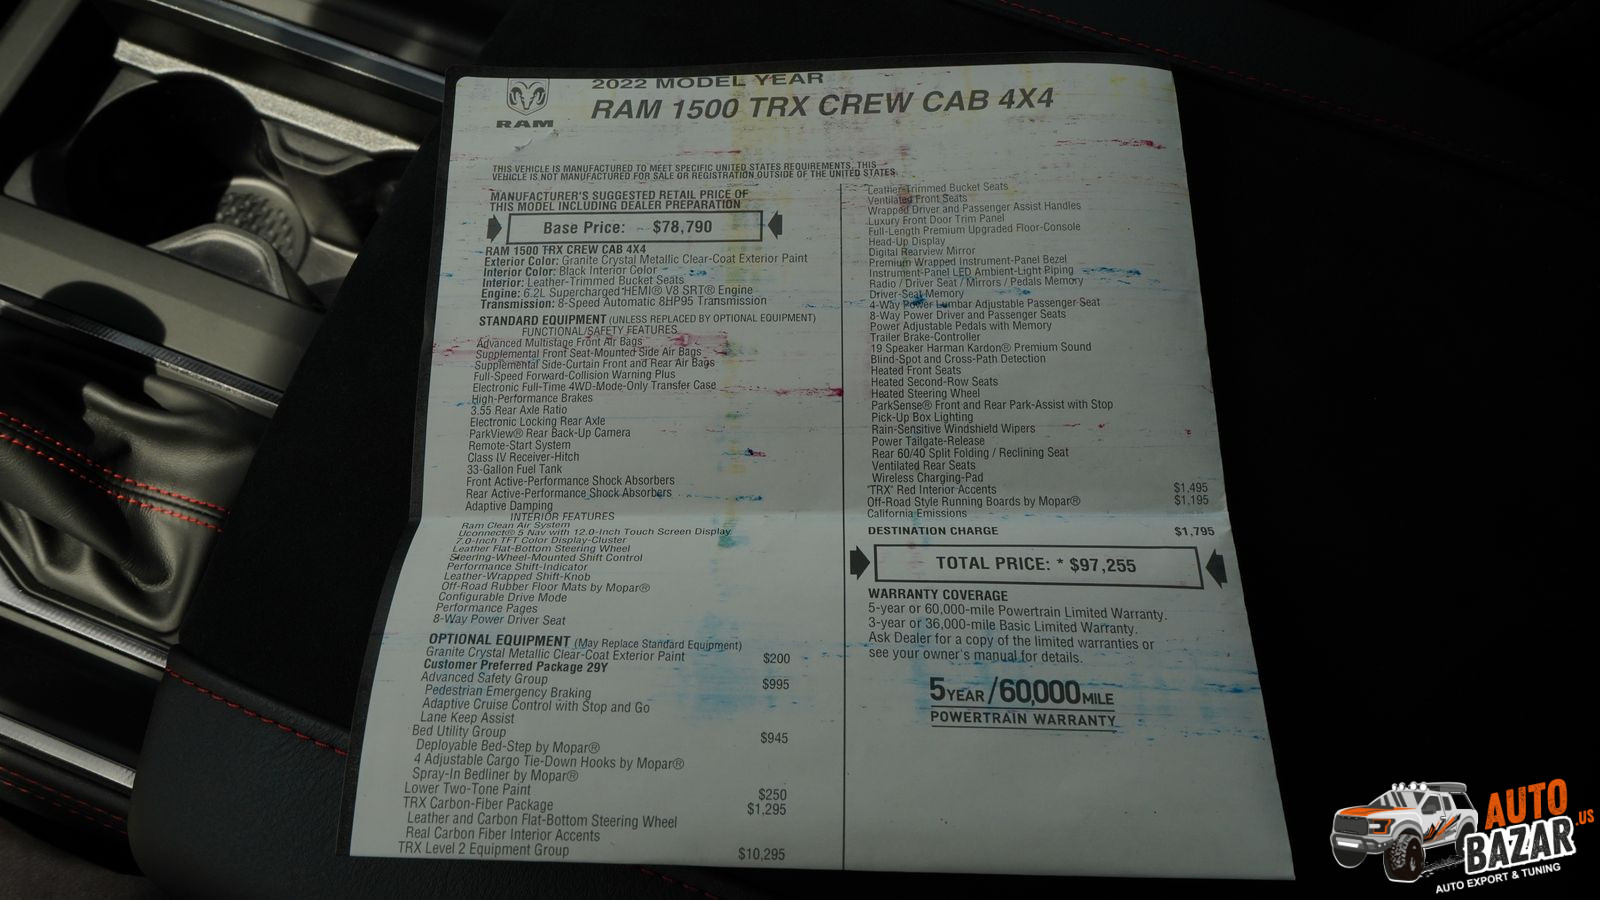 2022 MODEL YEAR
RAM 1500 TRX CREW CAB 4X4
RAM
THIS VEHICLE IS MANUFACTURED TO MEET SPECIFIC UNITED STATES REQUIREMENTS. THIS
VEHICLE IS NOT MANUFACTURED FOR SALE OR REGISTRATION OUTSIDE OF THE UNITED STATES.
MANUFACTURER'S SUGGESTED RETAIL PRICE OF
THIS MODEL INCLUDING DEALER PREPARATION
Base Price: $78,790
RAM 1500 TRX CREW CAB 4X4
Exterior Color: Granite Crystal Metallic Clear-Coat Exterior Paint
Interior Color: Black Interior Color
Interior: Leather-Trimmed Bucket Seats
Engine: 6.2L Supercharged HEMI® V8 SRT® Engine
Transmission: 8-Speed Automatic 8HP95 Transmission
STANDARD EQUIPMENT (UNLESS REPLACED BY OPTIONAL EQUIPMENT)
FUNCTIONAL/SAFETY FEATURES
Advanced Multistage Front Air Bags
Supplemental Front Seat-Mounted Side Air Bags
Supplemental Side-Curtain Front and Rear Air Bags
Full-Speed Forward-Collision Warning Plus
Electronic Full-Time 4WD-Mode-Only Transfer Case
High-Performance Brakes
3.55 Rear Axle Ratio
Electronic Locking Rear Axle
ParkView® Rear Back-Up Camera
Remote-Start System
Class IV Receiver-Hitch
33-Gallon Fuel Tank
Front Active-Performance Shock Absorbers
Rear Active-Performance Shock Absorbers
Adaptive Damping
INTERIOR FEATURES
Ram Clean Air System
Uconnect® 5 Nav with 12.0-Inch Touch Screen Display
7.0-Inch TFT Color Display-Cluster
Leather Flat-Bottom Steering Wheel
Steering-Wheel-Mounted Shift Control
Performance Shift-Indicator
Leather-Wrapped Shift-Knob
Off-Road Rubber Floor Mats by Mopar®
Configurable Drive Mode
Performance Pages
8-Way Power Driver Seat
OPTIONAL EQUIPMENT (May Replace Standard Equipment)
Granite Crystal Metallic Clear-Coat Exterior Paint $200
Customer Preferred Package 29Y
Advanced Safety Group $995
Pedestrian Emergency Braking
Adaptive Cruise Control with Stop and Go
Lane Keep Assist
Bed Utility Group $945
Deployable Bed-Step by Mopar®
4 Adjustable Cargo Tie-Down Hooks by Mopar®
Spray-In Bedliner by Mopar®
Lower Two-Tone Paint $250
TRX Carbon-Fiber Package $1,295
Leather and Carbon Flat-Bottom Steering Wheel
Real Carbon Fiber Interior Accents
TRX Level 2 Equipment Group $10,295
Leather-Trimmed Bucket Seats
Ventilated Front Seats
Wrapped Driver and Passenger Assist Handles
Luxury Front Door Trim Panel
Full-Length Premium Upgraded Floor-Console
Head-Up Display
Digital Rearview Mirror
Premium Wrapped Instrument-Panel Bezel
Instrument-Panel LED Ambient-Light Piping
Radio / Driver Seat / Mirrors / Pedals Memory
Driver-Seat Memory
4-Way Power Lumbar Adjustable Passenger Seat
8-Way Power Driver and Passenger Seats
Power Adjustable Pedals with Memory
Trailer Brake-Controller
19 Speaker Harman Kardon® Premium Sound
Blind-Spot and Cross-Path Detection
Heated Front Seats
Heated Second-Row Seats
Heated Steering Wheel
ParkSense® Front and Rear Park-Assist with Stop
Pick-Up Box Lighting
Rain-Sensitive Windshield Wipers
Power Tailgate-Release
Rear 60/40 Split Folding / Reclining Seat
Ventilated Rear Seats
Wireless Charging-Pad
"TRX" Red Interior Accents $1,495
Off-Road Style Running Boards by Mopar® $1,195
California Emissions
DESTINATION CHARGE $1,795
TOTAL PRICE: * $97,255
WARRANTY COVERAGE
5-year or 60,000-mile Powertrain Limited Warranty.
3-year or 36,000-mile Basic Limited Warranty.
Ask Dealer for a copy of the limited warranties or
see your owner's manual for details.
5 YEAR /60,000 MILE
POWERTRAIN WARRANTY
AUTO
BAZAR.US
AUTO EXPORT & TUNING